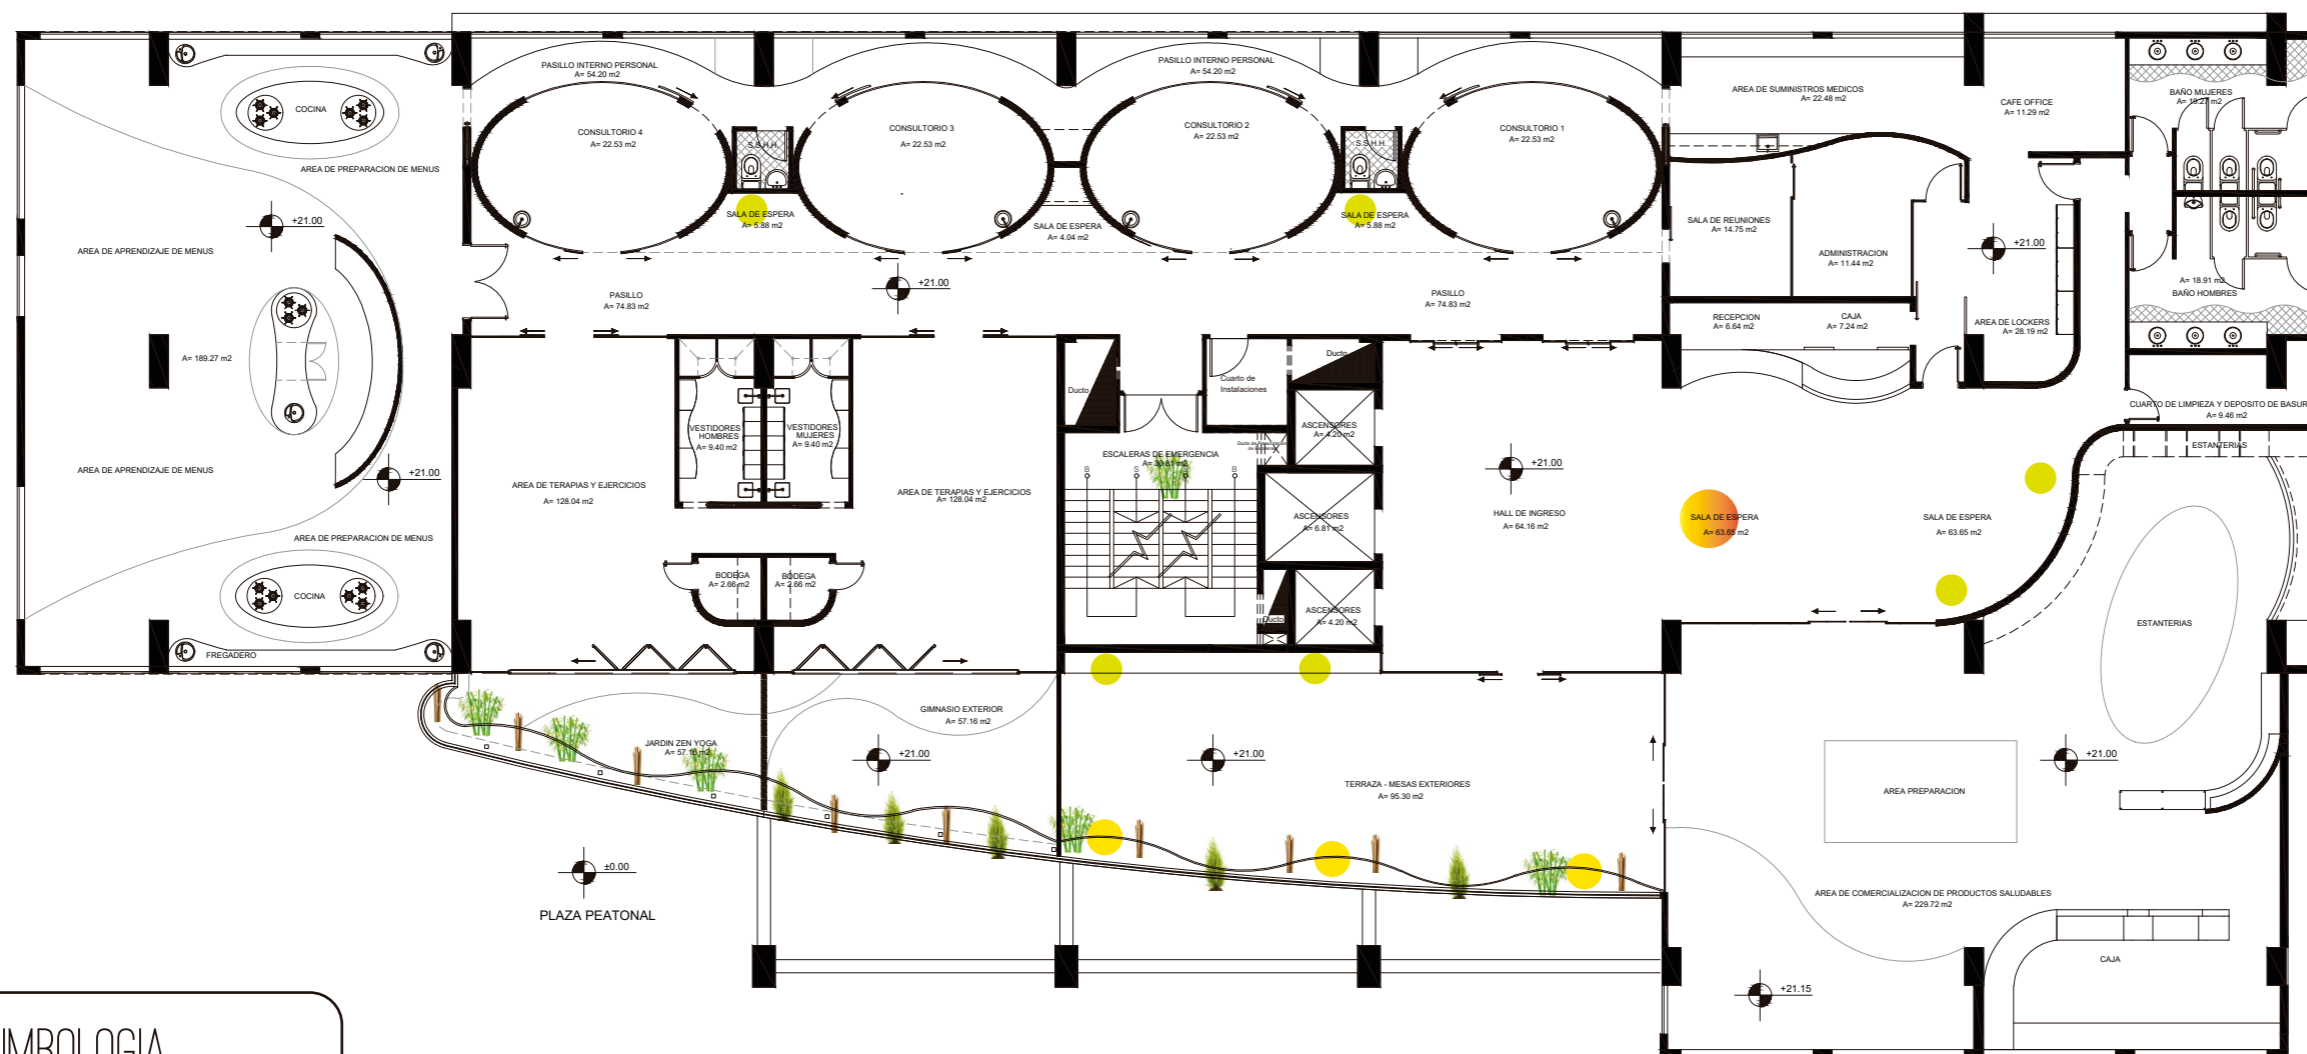 PASILLO INTERNO PERSONAL
A= 54.20 m2
PASILLO INTERNO PERSONAL
A= 54.20 m2
COCINA
AREA DE PREPARACION DE MENUS
CONSULTORIO 4
A= 22.53 m2
S.S.H.H.
CONSULTORIO 3
A= 22.53 m2
CONSULTORIO 2
A= 22.53 m2
S.S.H.H.
CONSULTORIO 1
A= 22.53 m2
AREA DE SUMINISTROS MEDICOS
A= 22.48 m2
CAFE OFFICE
A= 11.29 m2
BAÑO MUJERES
A= 19.27 m2
+21.00
AREA DE APRENDIZAJE DE MENUS
SALA DE ESPERA
A= 5.88 m2
SALA DE ESPERA
A= 4.04 m2
SALA DE ESPERA
A= 5.88 m2
SALA DE REUNIONES
A= 14.75 m2
ADMINISTRACION
A= 11.44 m2
+21.00
A= 18.91 m2
BAÑO HOMBRES
+21.00
PASILLO
A= 74.83 m2
PASILLO
A= 74.83 m2
RECEPCION
A= 6.64 m2
CAJA
A= 7.24 m2
AREA DE LOCKERS
A= 28.19 m2
A= 189.27 m2
Ducto
Cuarto de
Instalaciones
Ducto
CUARTO DE LIMPIEZA Y DEPOSITO DE BASUR
A= 9.46 m2
ESTANTERIAS
VESTIDORES
HOMBRES
A= 9.40 m2
VESTIDORES
MUJERES
A= 9.40 m2
ASCENSORES
A= 4.20 m2
ESCALERAS DE EMERGENCIA
B
S
B
AREA DE APRENDIZAJE DE MENUS
+21.00
AREA DE TERAPIAS Y EJERCICIOS
A= 128.04 m2
AREA DE TERAPIAS Y EJERCICIOS
A= 128.04 m2
+21.00
ASCENSORES
A= 6.81 m2
HALL DE INGRESO
A= 64.16 m2
SALA DE ESPERA
A= 63.65 m2
SALA DE ESPERA
A= 63.65 m2
AREA DE PREPARACION DE MENUS
BODEGA
A= 2.66 m2
BODEGA
A= 2.66 m2
COCINA
ASCENSORES
A= 4.20 m2
Ducto
ESTANTERIAS
FREGADERO
GIMNASIO EXTERIOR
A= 57.16 m2
JARDIN ZEN YOGA
A= 57.16 m2
+21.00
+21.00
+21.00
TERRAZA - MESAS EXTERIORES
A= 95.30 m2
AREA PREPARACION
±0.00
PLAZA PEATONAL
AREA DE COMERCIALIZACION DE PRODUCTOS SALUDABLES
A= 229.72 m2
CAJA
+21.15
IMBOLOGIA